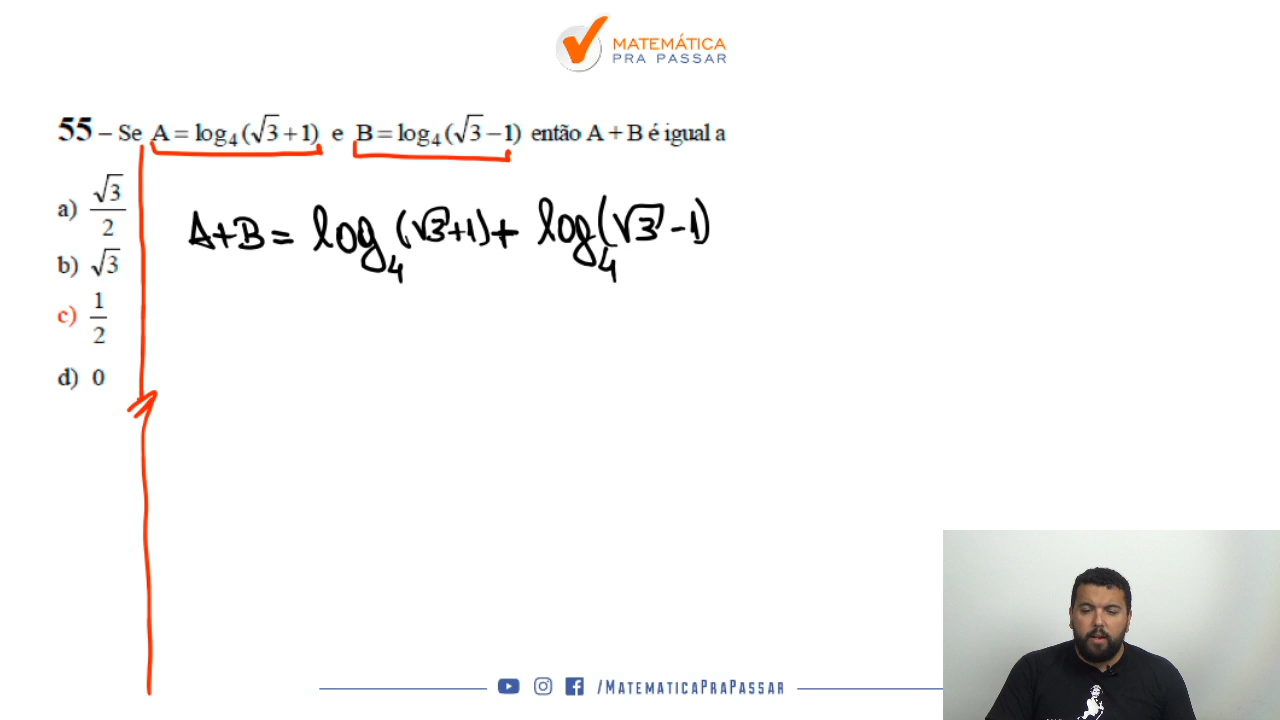 MATEMÁTICA
PRA PASSAR
55 – Se A = log₄(√3 + 1) e B = log₄(√3 − 1) então A + B é igual a
a) √3/2
b) √3
c) 1/2
d) 0
A+B = log₄(√3+1) + log₄(√3−1)
/MATEMATICAPRAPASSAR